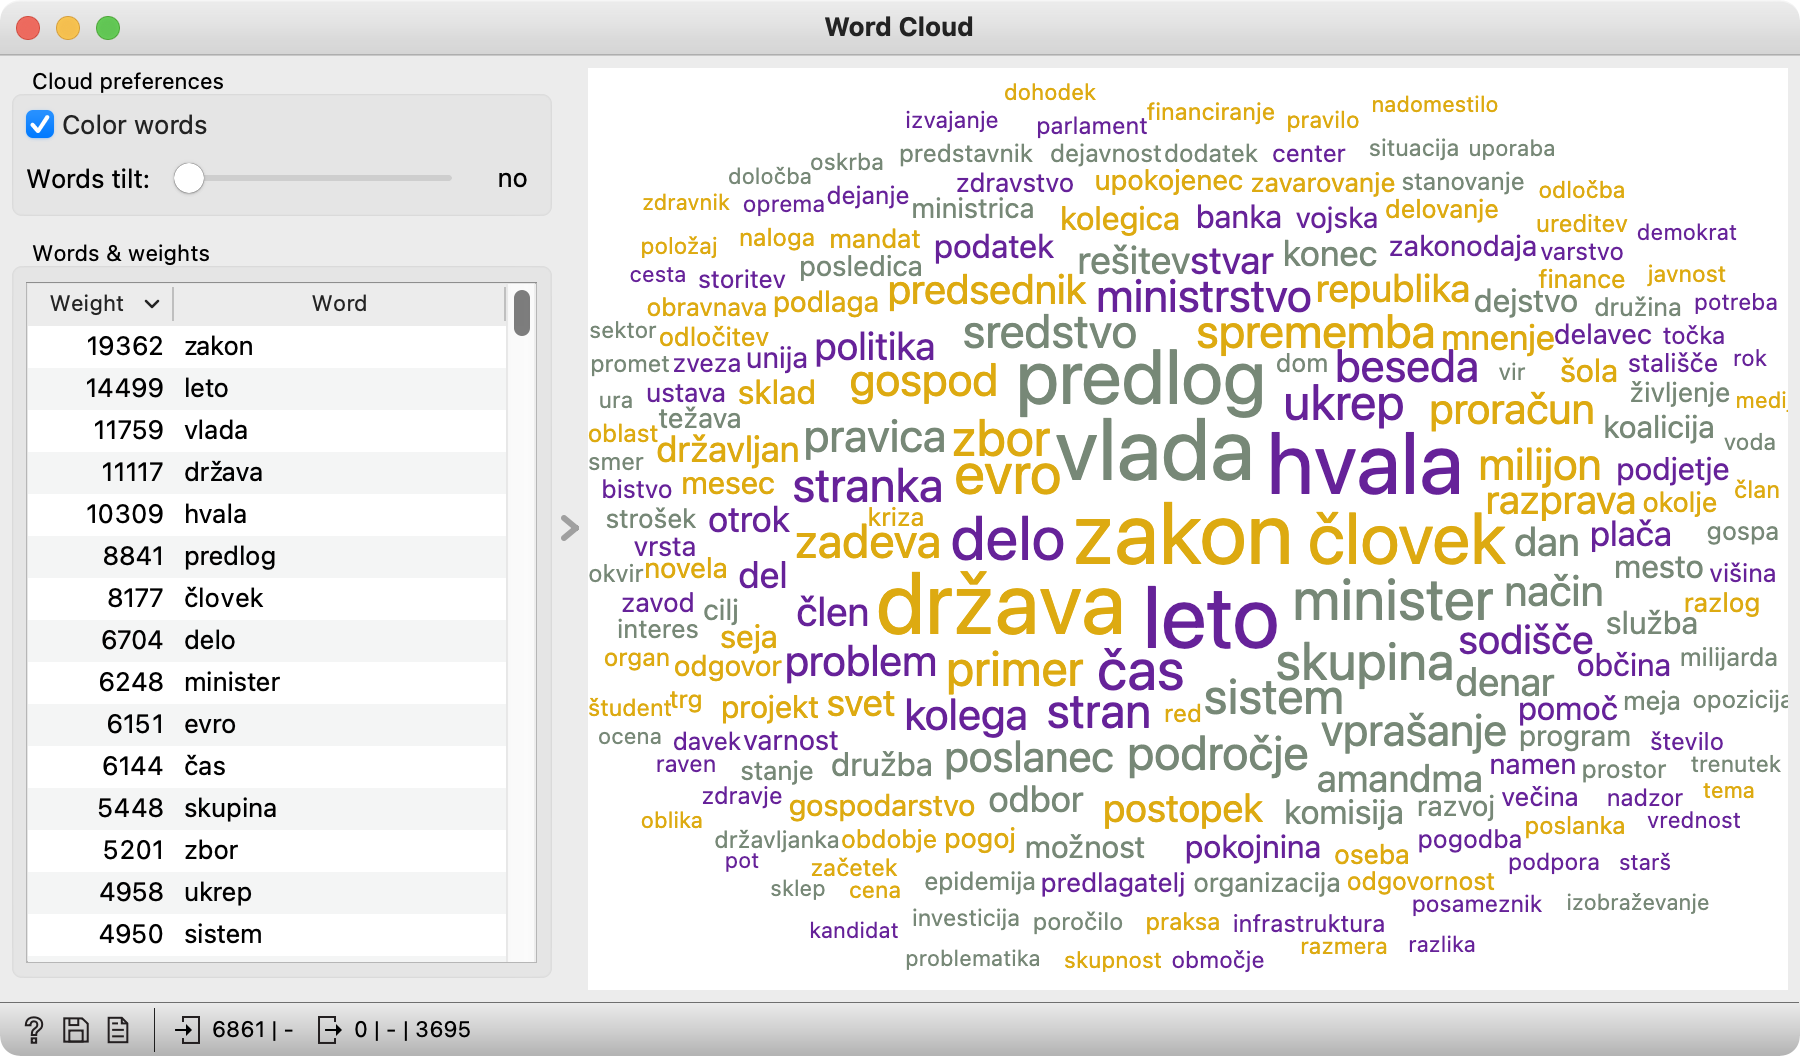 Word Cloud
Cloud preferences
Color words
Words tilt: no
Words & weights
Weight Word
19362 zakon
14499 leto
11759 vlada
11117 država
10309 hvala
8841 predlog
8177 človek
6704 delo
6248 minister
6151 evro
6144 čas
5448 skupina
5201 zbor
4958 ukrep
4950 sistem
dohodek
izvajanje parlament financiranje pravilo nadomestilo
oskrba predstavnik dejavnost dodatek center situacija uporaba
določba zdravstvo upokojenec zavarovanje stanovanje odločba
zdravnik oprema dejanje ministrica kolegica banka vojska delovanje ureditev
položaj naloga mandat podatek rešitev stvar konec zakonodaja varstvo demokrat
cesta storitev posledica predsednik ministrstvo republika dejstvo finance javnost
obravnava podlaga družina potreba
sektor odločitev sredstvo sprememba mnenje delavec točka
promet zveza unija politika predlog dom beseda vir šola stališče rok
ura ustava sklad gospod ukrep proračun življenje medij
oblast težava državljan pravica zbor vlada hvala koalicija voda
smer bistvo mesec stranka evro milijon podjetje član
strošek otrok kriza razprava okolje
vrsta zadeva delo zakon človek dan plača gospa
okvir novela del mesto višina
zavod cilj člen država leto minister način razlog
interes seja služba
organ odgovor problem primer čas skupina sodišče občina milijarda
študent trg projekt svet kolega stran red sistem denar pomoč meja opozicija
ocena davek varnost vprašanje program število
raven stanje družba poslanec področje amandma namen prostor trenutek
zdravje gospodarstvo odbor postopek komisija razvoj večina nadzor tema
oblika državljanka obdobje pogoj možnost pokojnina oseba pogodba poslanka vrednost
pot začetek podpora starš
sklep cena epidemija predlagatelj organizacija odgovornost
kandidat investicija poročilo praksa infrastruktura posameznik izobraževanje
problematika skupnost območje razmera razlika
6861 | - 0 | - | 3695